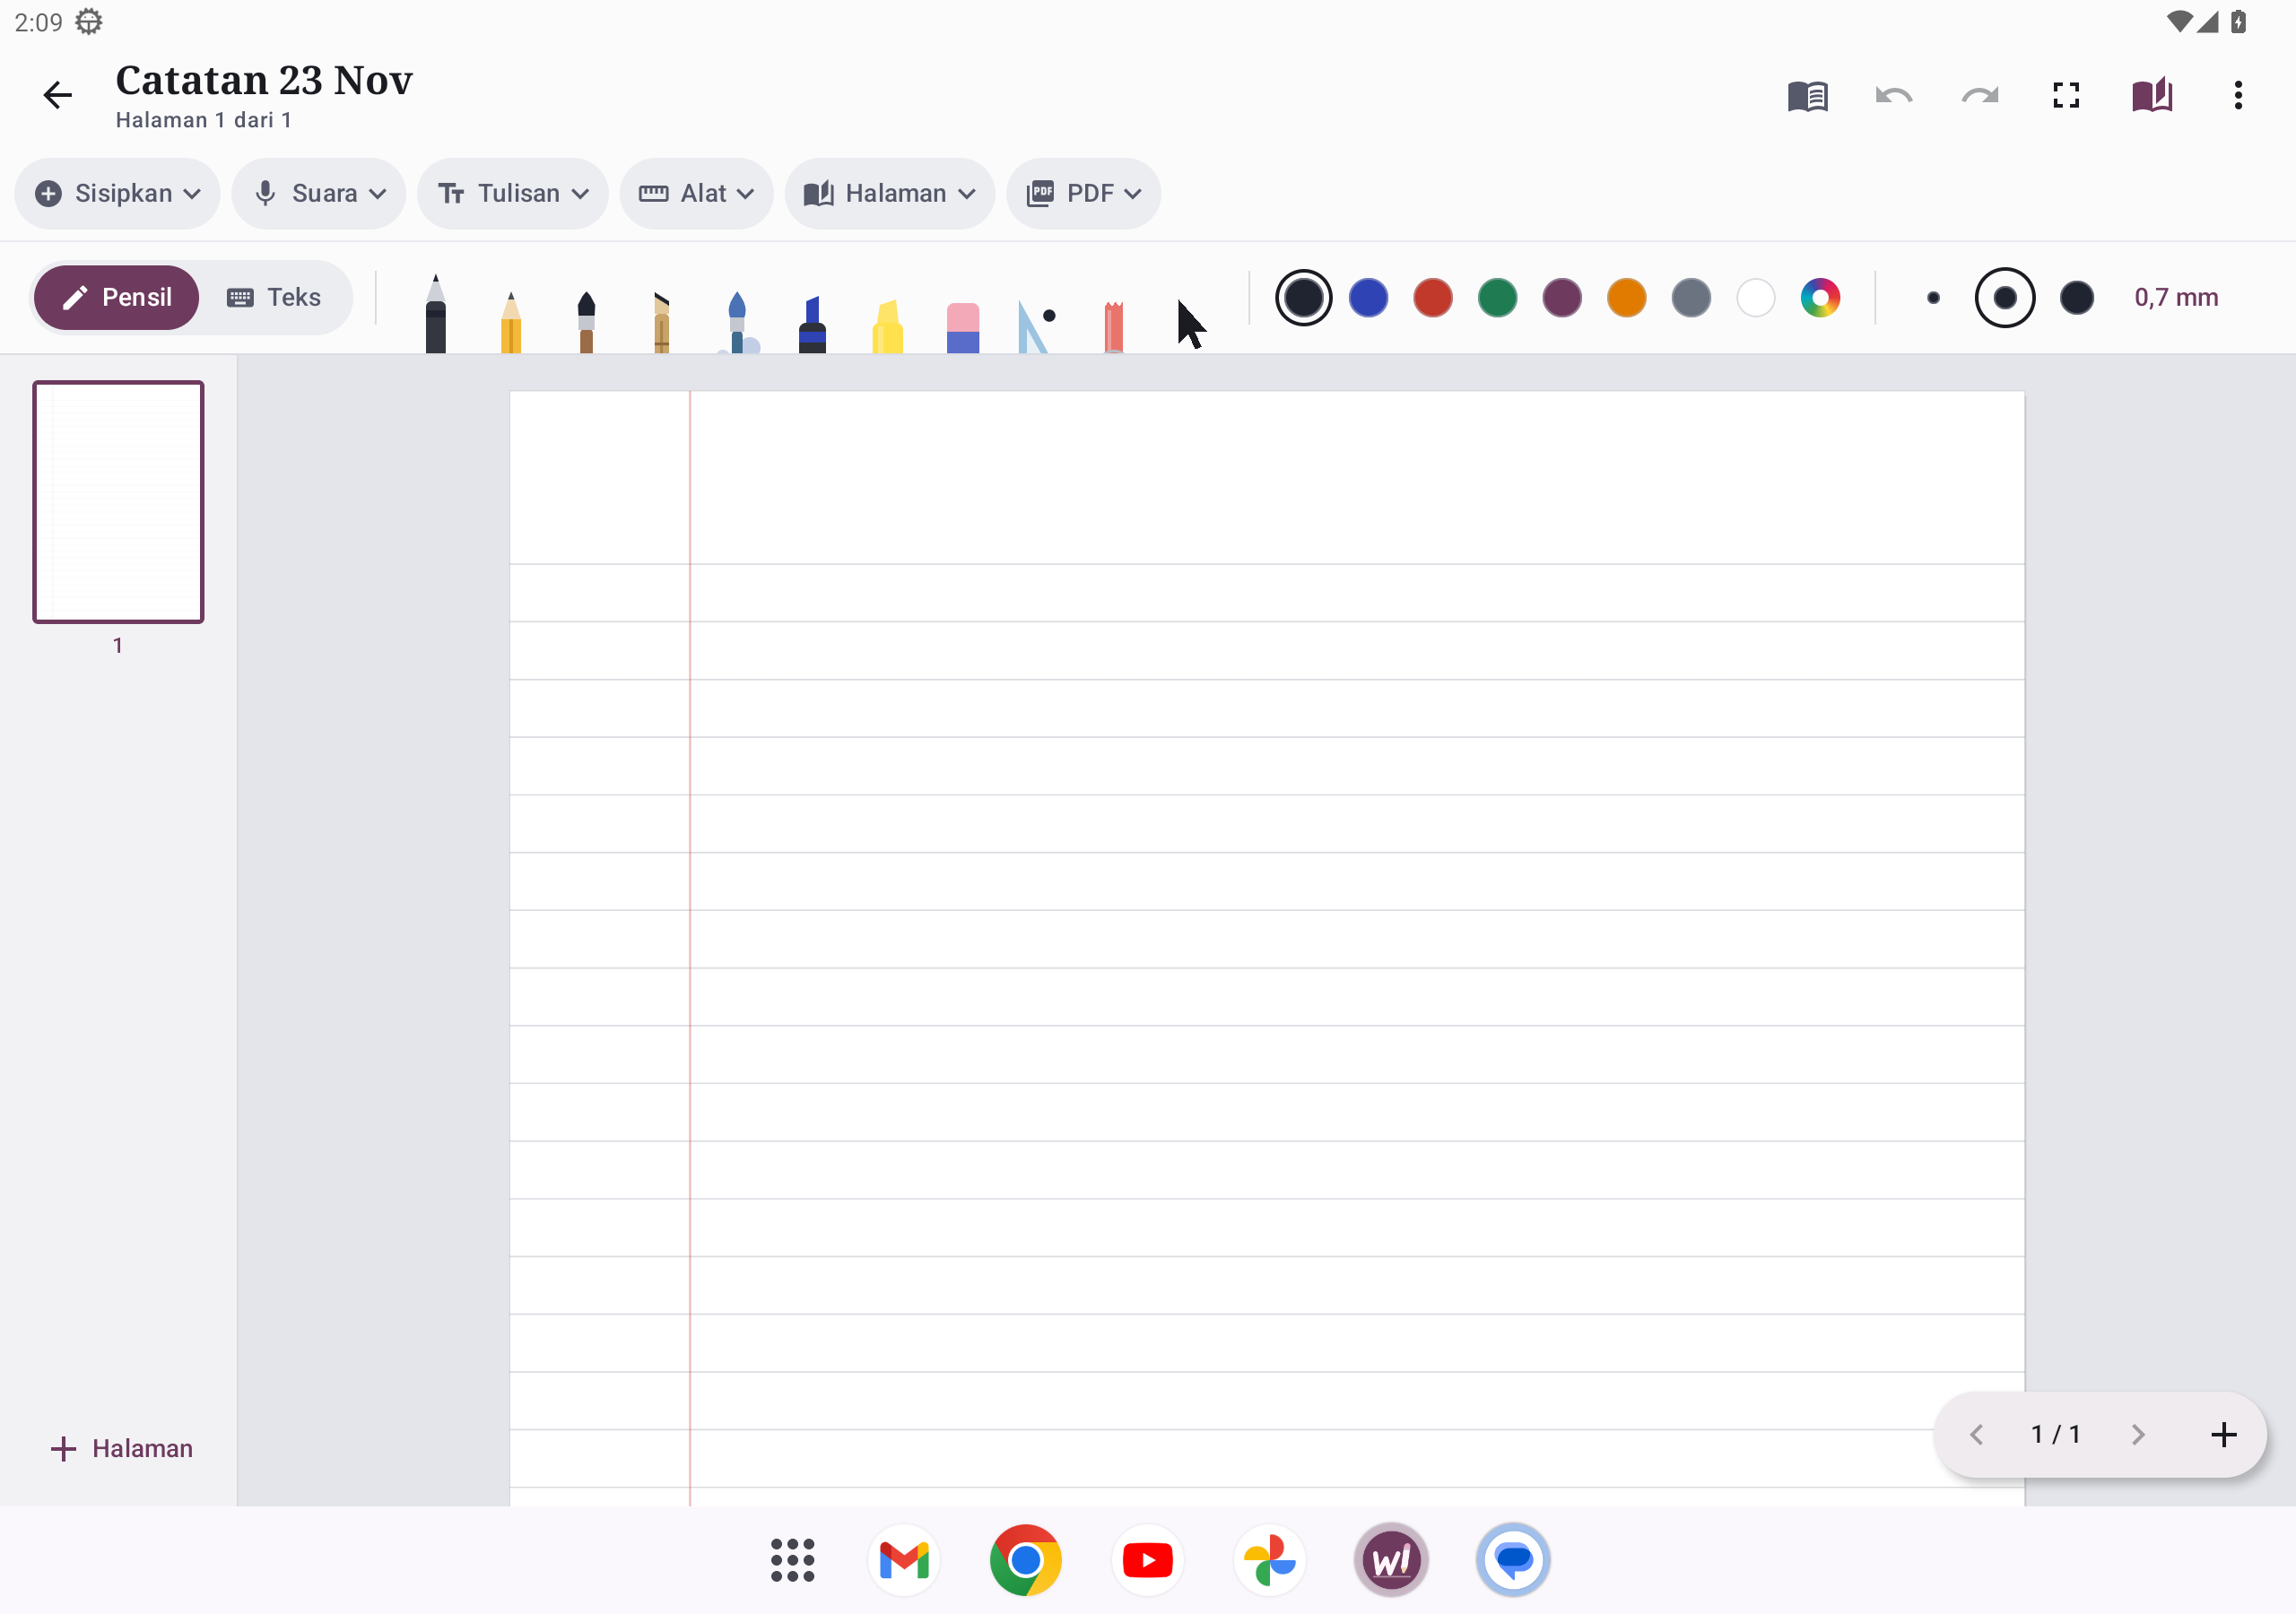 2:09
Catatan 23 Nov
Halaman 1 dari 1
Sisipkan
Suara
Tulisan
Alat
Halaman
PDF
Pensil
Teks
0,7 mm
1
Halaman
1 / 1